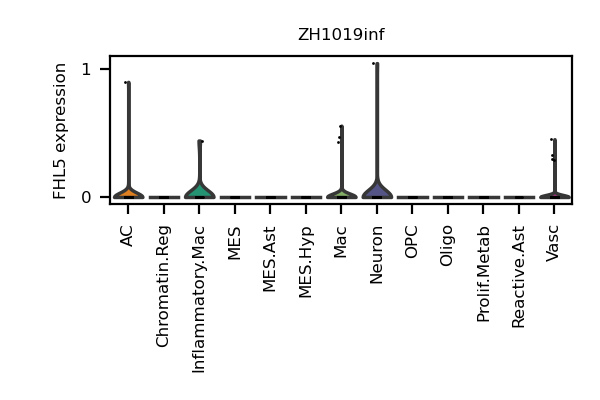 ZH1019inf
FHL5 expression
1
0
AC
Chromatin.Reg
Inflammatory.Mac
MES
MES.Ast
MES.Hyp
Mac
Neuron
OPC
Oligo
Prolif.Metab
Reactive.Ast
Vasc